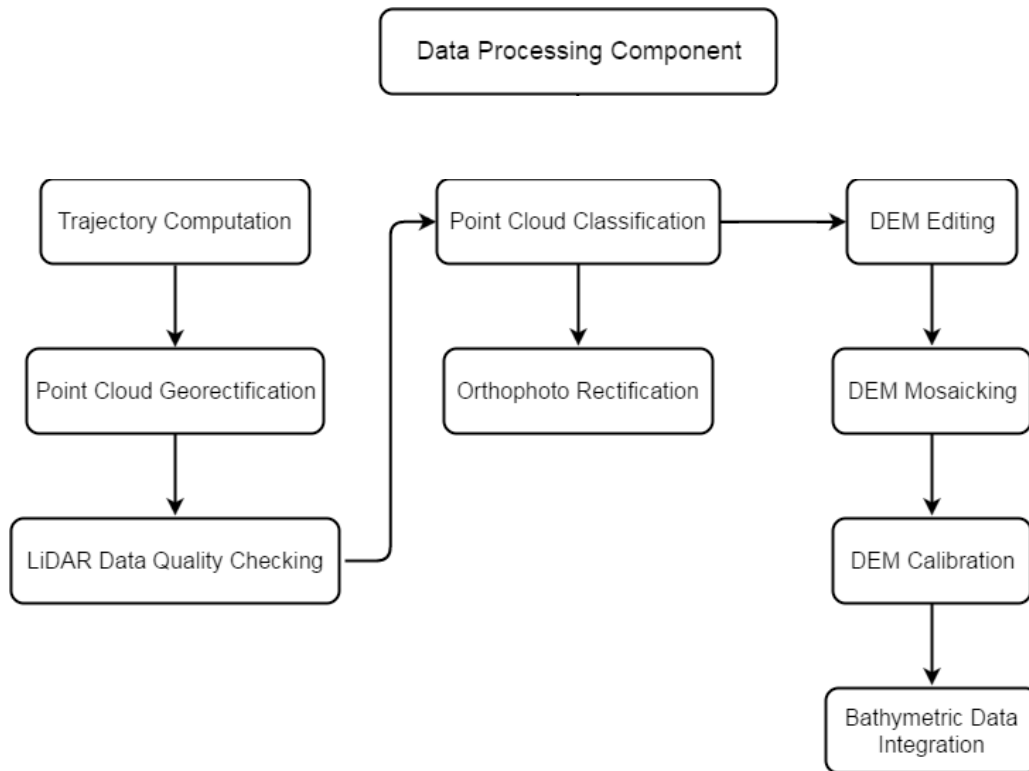 Data Processing Component
Trajectory Computation
Point Cloud Georectification
LiDAR Data Quality Checking
Point Cloud Classification
Orthophoto Rectification
DEM Editing
DEM Mosaicking
DEM Calibration
Bathymetric Data
Integration